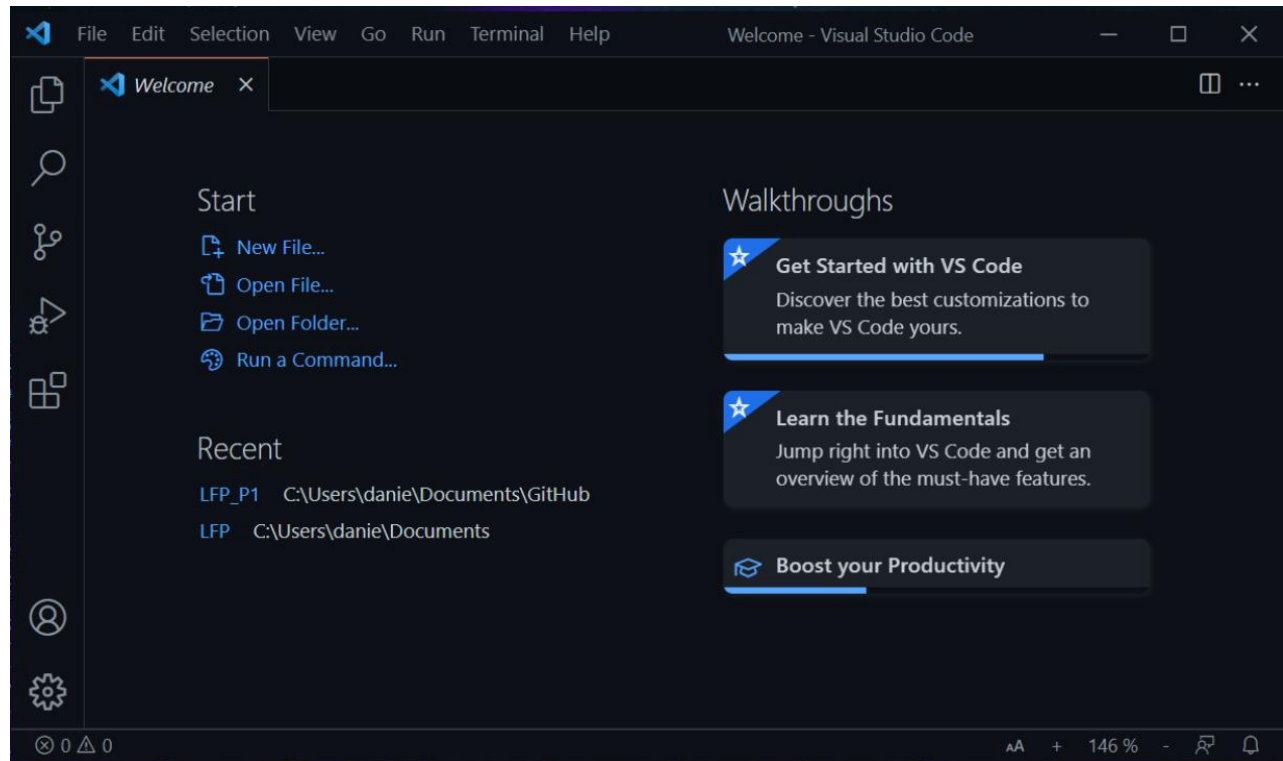 File Edit Selection View Go Run Terminal Help Welcome - Visual Studio Code
Welcome
Start
New File...
Open File...
Open Folder...
Run a Command...
Recent
LFP_P1 C:\Users\danie\Documents\GitHub
LFP C:\Users\danie\Documents
Walkthroughs
Get Started with VS Code
Discover the best customizations to
make VS Code yours.
Learn the Fundamentals
Jump right into VS Code and get an
overview of the must-have features.
Boost your Productivity
0 0 AA + 146 % -